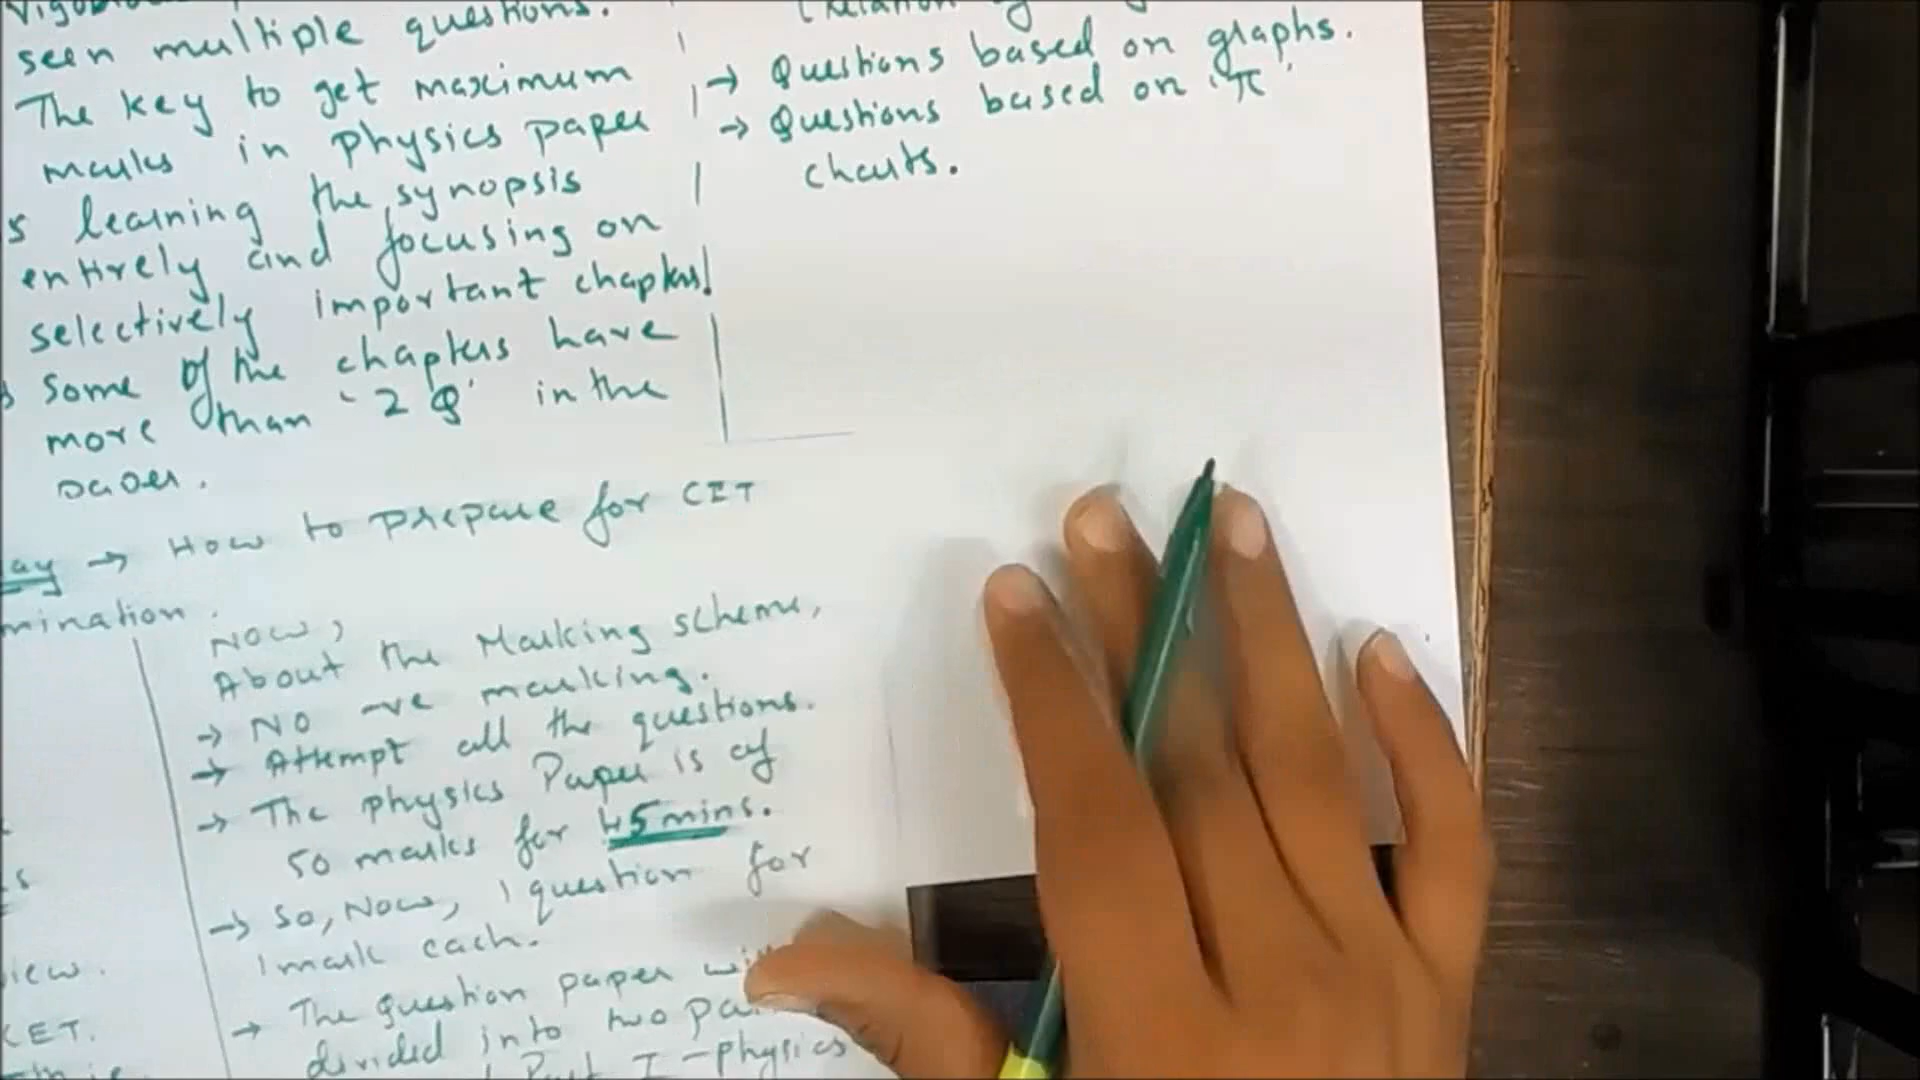 seen multiple questions.
The key to get maximum
marks in physics paper
s learning the synopsis
entirely and focusing on
selectively important chapters
Some of the chapters have
more than '2 Q' in the
paper.
→ Questions based on graphs.
→ Questions based on 'π'
charts.
ay → How to prepare for CET
mination.
Now,
About the Marking scheme,
→ No -ve marking.
→ Attempt all the questions.
→ The physics Paper is of
50 marks for 45 mins.
→ So, Now, 1 question for
1 mark each.
→ The question paper wi
divided into two pa
Part I - physics
iew.
CET.